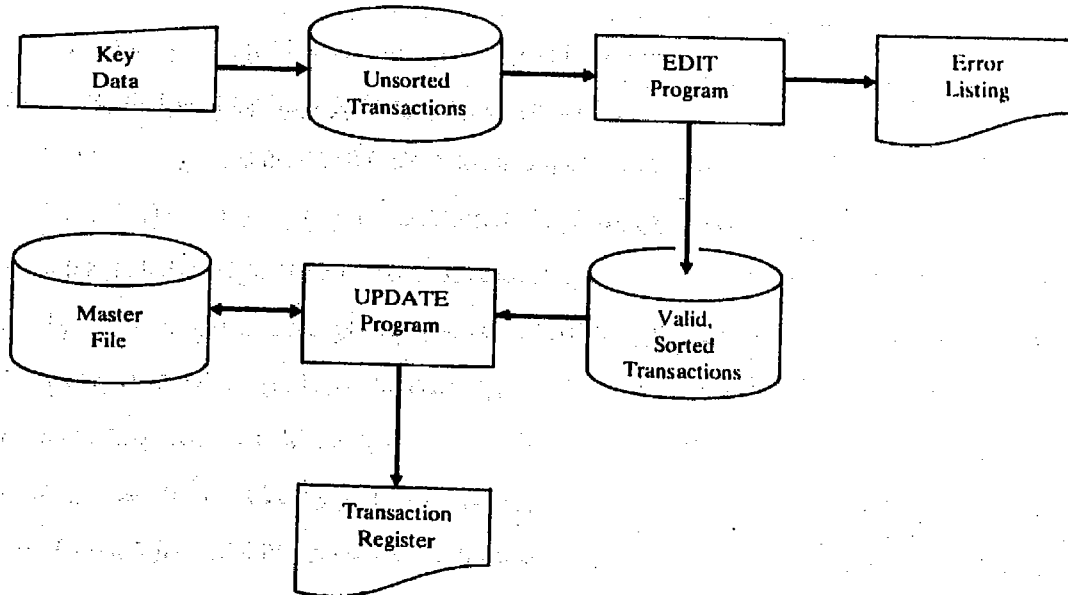 Key
Data
Unsorted
Transactions
EDIT
Program
Error
Listing
Master
File
UPDATE
Program
Valid,
Sorted
Transactions
Transaction
Register